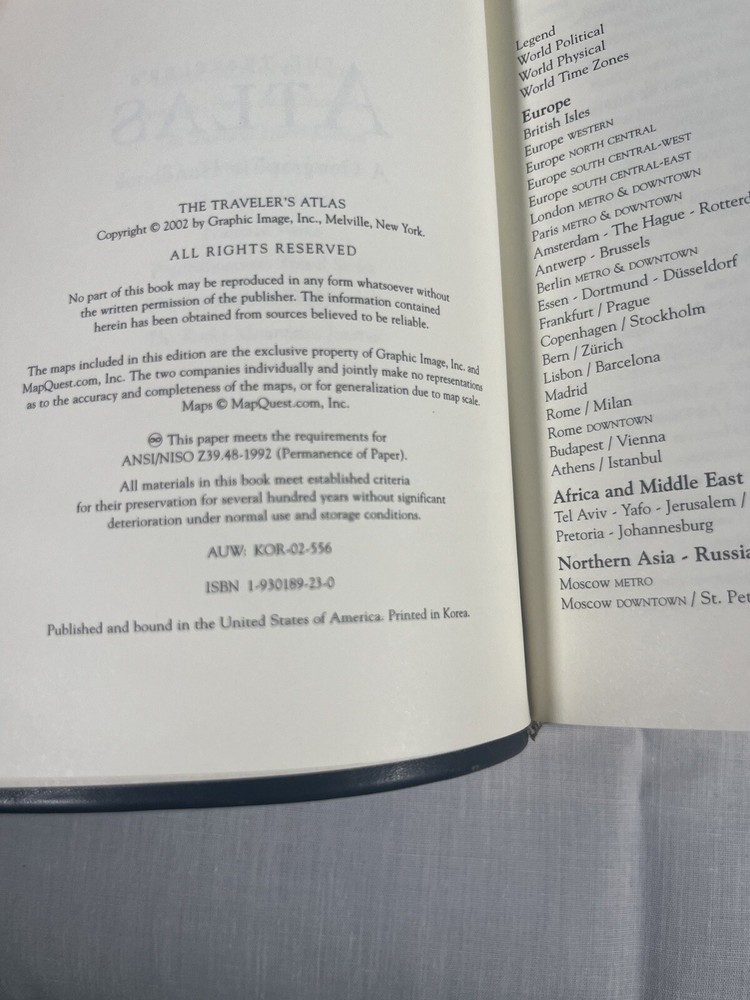 THE TRAVELER'S ATLAS
Copyright © 2002 by Graphic Image, Inc., Melville, New York.
ALL RIGHTS RESERVED
No part of this book may be reproduced in any form whatsoever without
the written permission of the publisher. The information contained
herein has been obtained from sources believed to be reliable.
The maps included in this edition are the exclusive property of Graphic Image, Inc. and
MapQuest.com, Inc. The two companies individually and jointly make no representations
as to the accuracy and completeness of the maps, or for generalization due to map scale.
Maps © MapQuest.com, Inc.
♾ This paper meets the requirements for
ANSI/NISO Z39.48-1992 (Permanence of Paper).
All materials in this book meet established criteria
for their preservation for several hundred years without significant
deterioration under normal use and storage conditions.
AUW: KOR-02-556
ISBN 1-930189-23-0
Published and bound in the United States of America. Printed in Korea.
Legend
World Political
World Physical
World Time Zones
Europe
British Isles
Europe WESTERN
Europe NORTH CENTRAL
Europe SOUTH CENTRAL-WEST
Europe SOUTH CENTRAL-EAST
London METRO & DOWNTOWN
Paris METRO & DOWNTOWN
Amsterdam - The Hague - Rotterd
Antwerp - Brussels
Berlin METRO & DOWNTOWN
Essen - Dortmund - Düsseldorf
Frankfurt / Prague
Copenhagen / Stockholm
Bern / Zürich
Lisbon / Barcelona
Madrid
Rome / Milan
Rome DOWNTOWN
Budapest / Vienna
Athens / Istanbul
Africa and Middle East
Tel Aviv - Yafo - Jerusalem /
Pretoria - Johannesburg
Northern Asia - Russia
Moscow METRO
Moscow DOWNTOWN / St. Pet